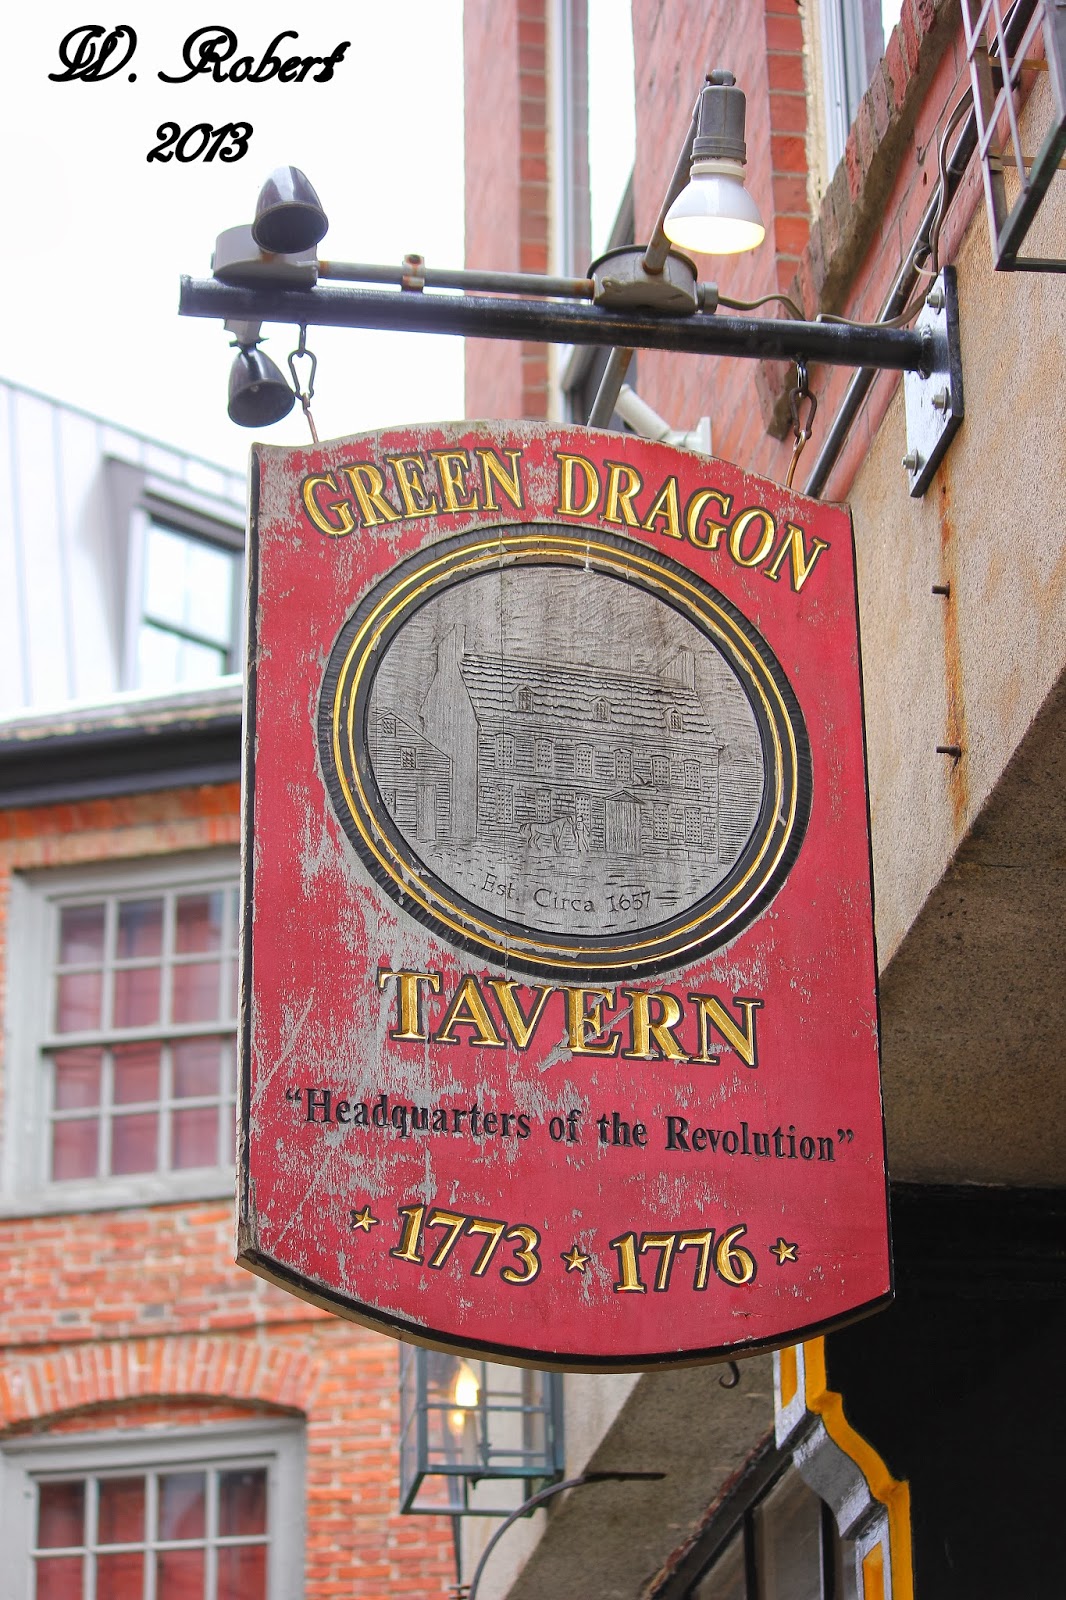 W. Robert
2013
GREEN DRAGON
Est. Circa 1657
TAVERN
"Headquarters of the Revolution"
1773 1776